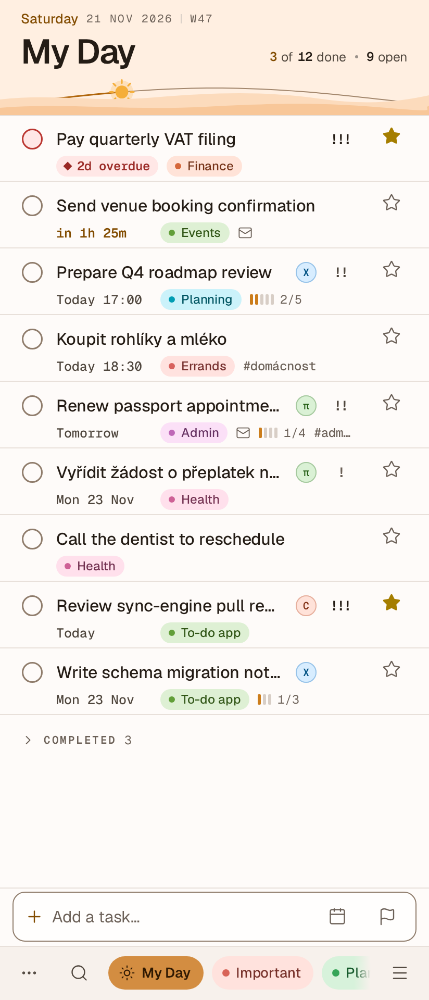 Saturday 21 NOV 2026 | W47
My Day
3 of 12 done • 9 open
Pay quarterly VAT filing !!!
2d overdue Finance
Send venue booking confirmation
in 1h 25m Events
Prepare Q4 roadmap review X !!
Today 17:00 Planning 2/5
Koupit rohlíky a mléko
Today 18:30 Errands #domácnost
Renew passport appointme… π !!
Tomorrow Admin 1/4 #adm…
Vyřídit žádost o přeplatek n… π !
Mon 23 Nov Health
Call the dentist to reschedule
Health
Review sync-engine pull re… C !!!
Today To-do app
Write schema migration not… X
Mon 23 Nov To-do app 1/3
COMPLETED 3
+ Add a task…
My Day Important Pla